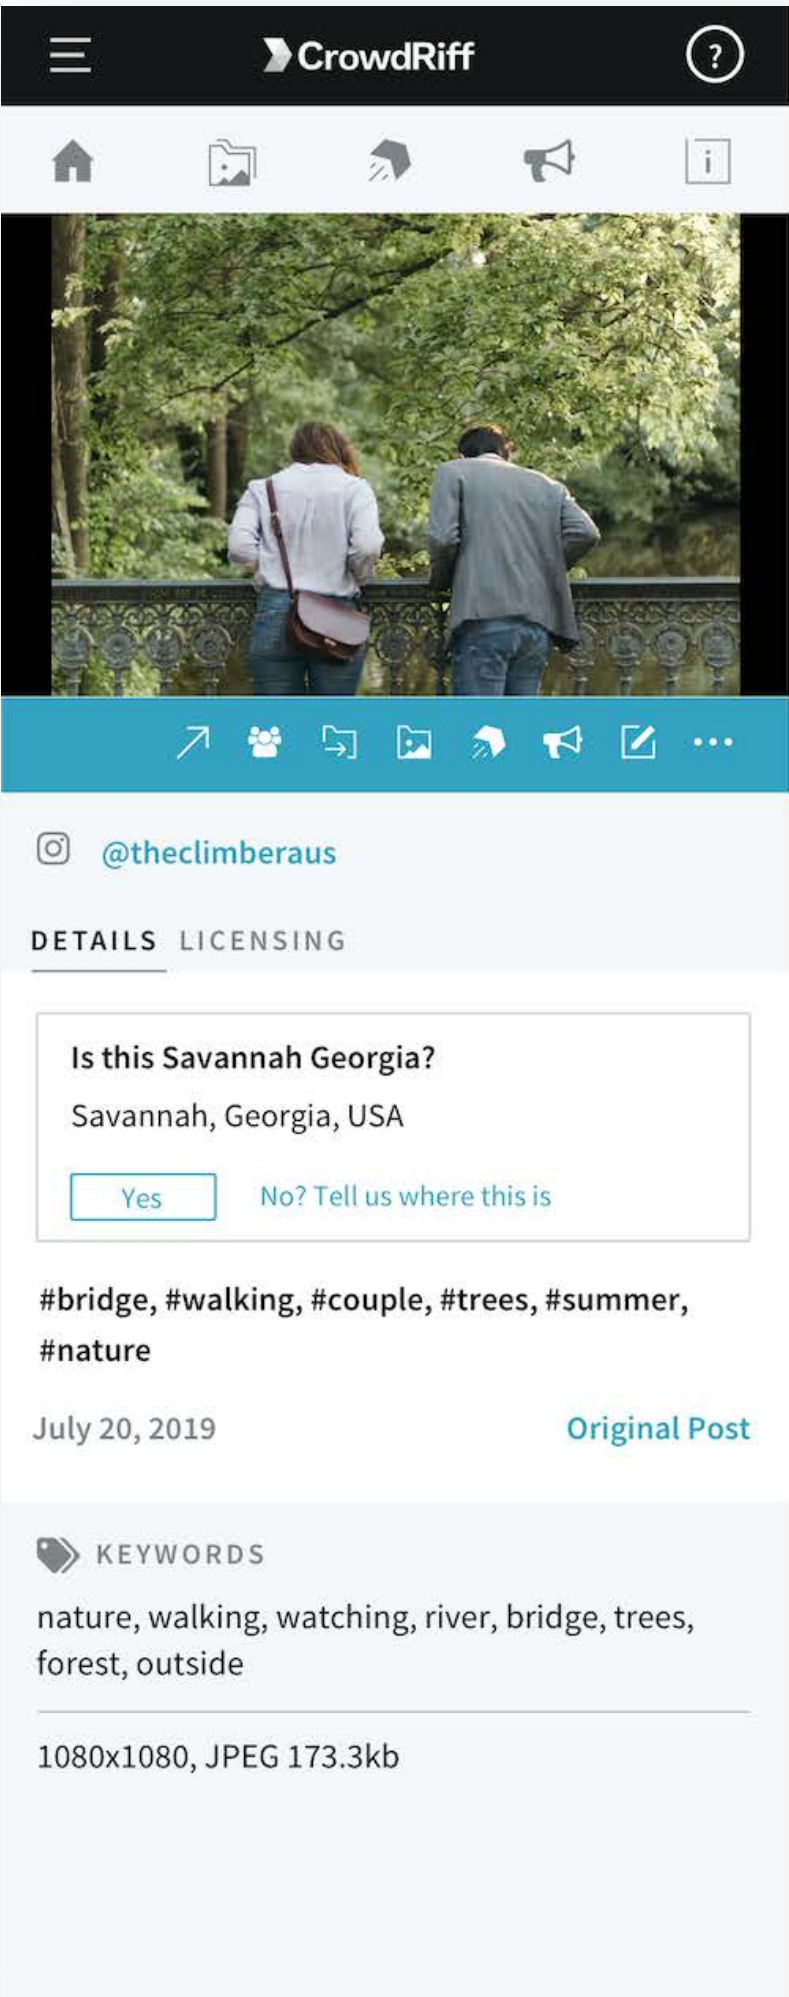 CrowdRiff
?
i
@theclimberaus
DETAILS LICENSING
Is this Savannah Georgia?
Savannah, Georgia, USA
Yes No? Tell us where this is
#bridge, #walking, #couple, #trees, #summer,
#nature
July 20, 2019 Original Post
KEYWORDS
nature, walking, watching, river, bridge, trees,
forest, outside
1080x1080, JPEG 173.3kb